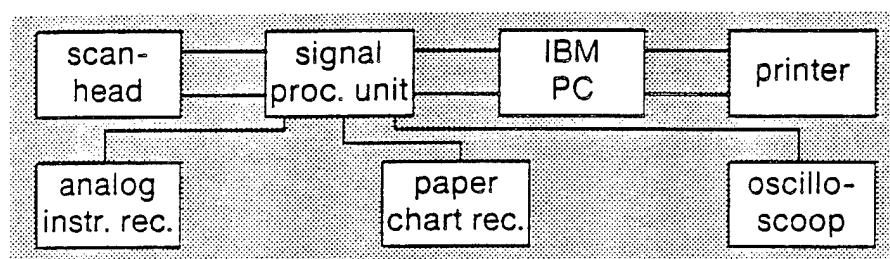 scan-
head
signal
proc. unit
IBM
PC
printer
analog
instr. rec.
paper
chart rec.
oscillo-
scoop